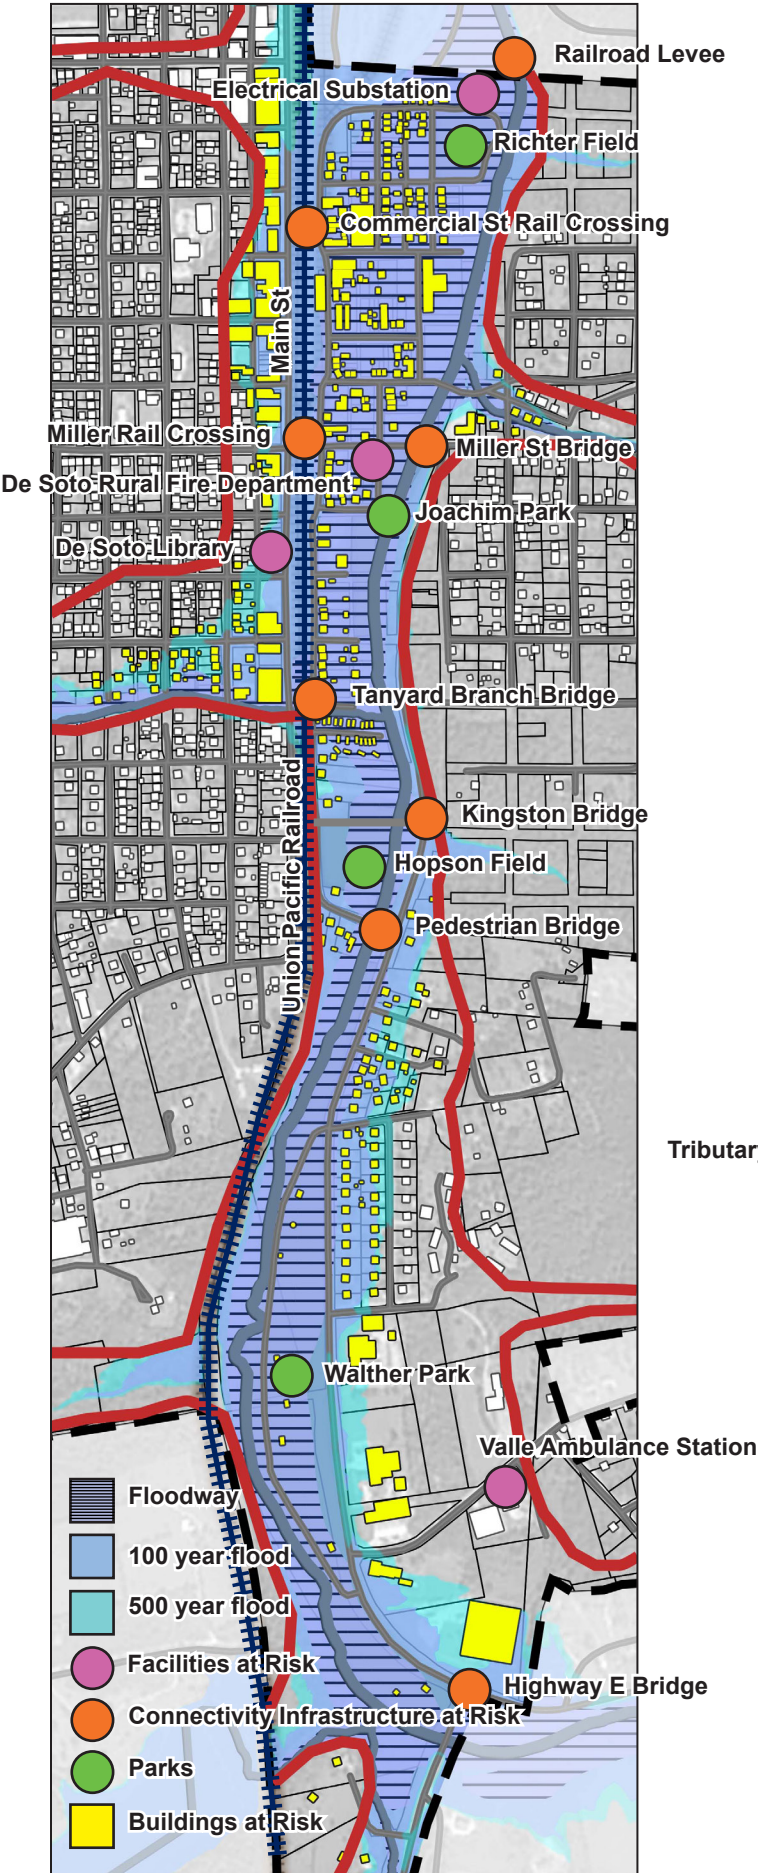 Railroad Levee
Electrical Substation
Richter Field
Commercial St Rail Crossing
Main St
Miller Rail Crossing
Miller St Bridge
De Soto Rural Fire Department
Joachim Park
De Soto Library
Tanyard Branch Bridge
Union Pacific Railroad
Kingston Bridge
Hopson Field
Pedestrian Bridge
Tributary
Walther Park
Valle Ambulance Station
Floodway
100 year flood
500 year flood
Facilities at Risk
Highway E Bridge
Connectivity Infrastructure at Risk
Parks
Buildings at Risk